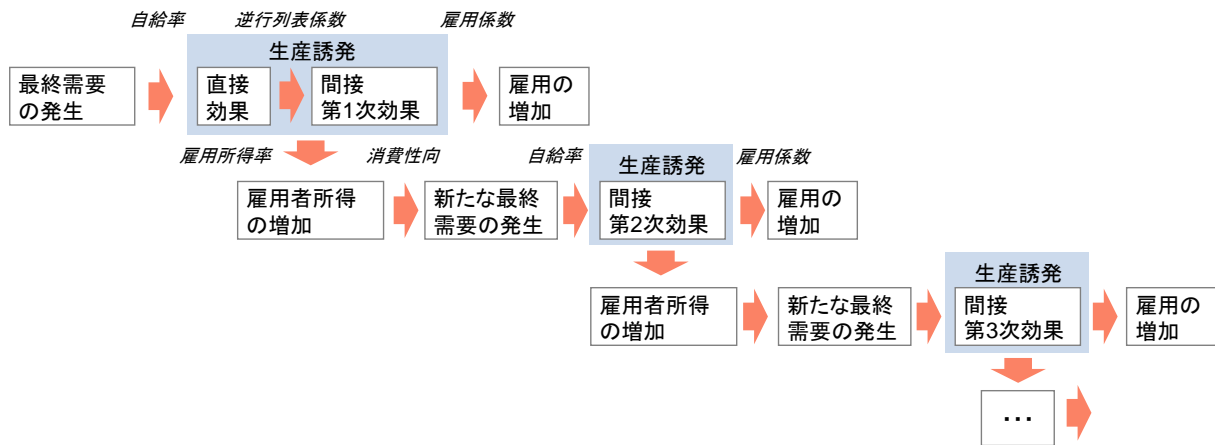 自給率
逆行列表係数
雇用係数
生産誘発
最終需要
の発生
直接
効果
間接
第1次効果
雇用の
増加
雇用所得率
消費性向
自給率
生産誘発
雇用係数
雇用者所得
の増加
新たな最終
需要の発生
間接
第2次効果
雇用の
増加
生産誘発
雇用者所得
の増加
新たな最終
需要の発生
間接
第3次効果
雇用の
増加
…